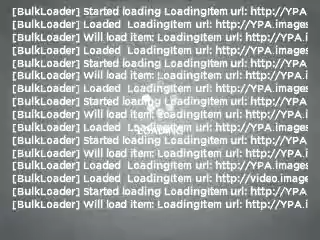 [BulkLoader] Started loading LoadingItem url: http://YPA
[BulkLoader] Loaded LoadingItem url: http://YPA.images
[BulkLoader] Will load item: LoadingItem url: http://YPA.i
[BulkLoader] Loaded LoadingItem url: http://YPA.images
[BulkLoader] Started loading LoadingItem url: http://YPA
[BulkLoader] Will load item: LoadingItem url: http://YPA.i
[BulkLoader] Loaded LoadingItem url: http://YPA.images
[BulkLoader] Started loading LoadingItem url: http://YPA
[BulkLoader] Will load item: LoadingItem url: http://YPA.i
[BulkLoader] Loaded LoadingItem url: http://YPA.images
[BulkLoader] Started loading LoadingItem url: http://YPA
[BulkLoader] Will load item: LoadingItem url: http://YPA.i
[BulkLoader] Loaded LoadingItem url: http://video.image
[BulkLoader] Started loading LoadingItem url: http://YPA
[BulkLoader] Will load item: LoadingItem url: http://YPA.i